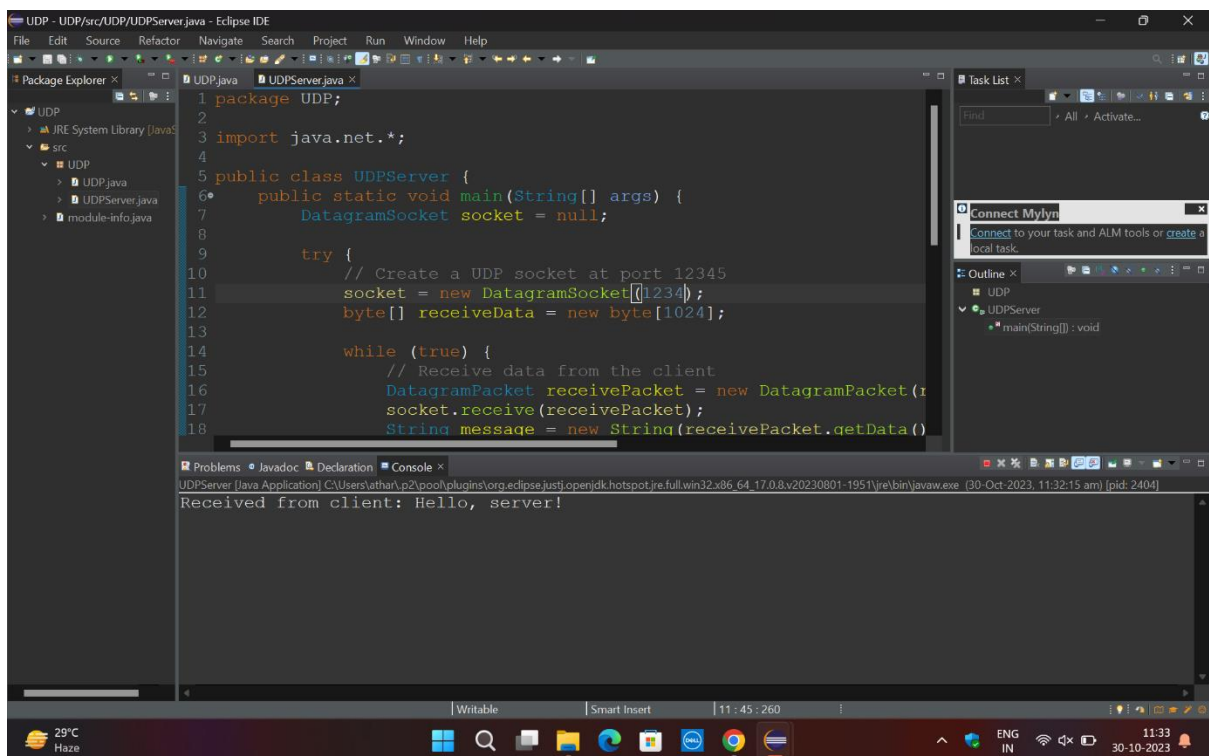 UDP - UDP/src/UDP/UDPServer.java - Eclipse IDE
File Edit Source Refactor Navigate Search Project Run Window Help
Package Explorer ×
UDP
JRE System Library [JavaS
src
UDP
UDP.java
UDPServer.java
module-info.java
UDP.java UDPServer.java ×
1 package UDP;
2
3 import java.net.*;
4
5 public class UDPServer {
6 public static void main(String[] args) {
7 DatagramSocket socket = null;
8
9 try {
10 // Create a UDP socket at port 12345
11 socket = new DatagramSocket(1234);
12 byte[] receiveData = new byte[1024];
13
14 while (true) {
15 // Receive data from the client
16 DatagramPacket receivePacket = new DatagramPacket(r
17 socket.receive(receivePacket);
18 String message = new String(receivePacket.getData()
Task List ×
Find All Activate...
Connect Mylyn
Connect to your task and ALM tools or create a
local task.
Outline ×
UDP
UDPServer
main(String[]) : void
Problems Javadoc Declaration Console ×
UDPServer [Java Application] C:\Users\athar\.p2\pool\plugins\org.eclipse.justj.openjdk.hotspot.jre.full.win32.x86_64_17.0.8.v20230801-1951\jre\bin\javaw.exe (30-Oct-2023, 11:32:15 am) [pid: 2404]
Received from client: Hello, server!
Writable Smart Insert 11 : 45 : 260
29°C
Haze
DELL
ENG
IN
11:33
30-10-2023